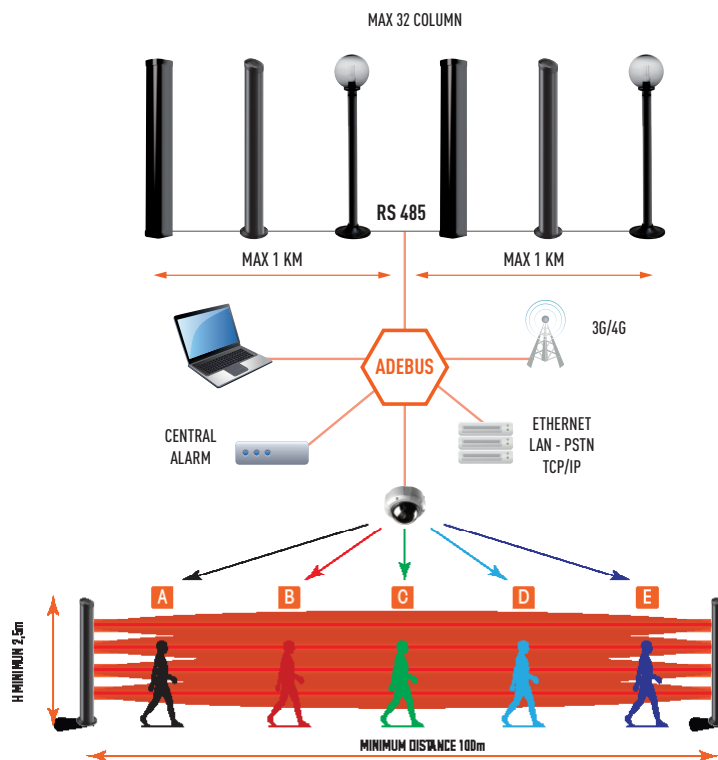 MAX 32 COLUMN
RS 485
MAX 1 KM
MAX 1 KM
3G/4G
ADEBUS
CENTRAL
ALARM
ETHERNET
LAN - PSTN
TCP/IP
A
B
C
D
E
H MINIMUN 2,5m
MINIMUM DISTANCE 100m